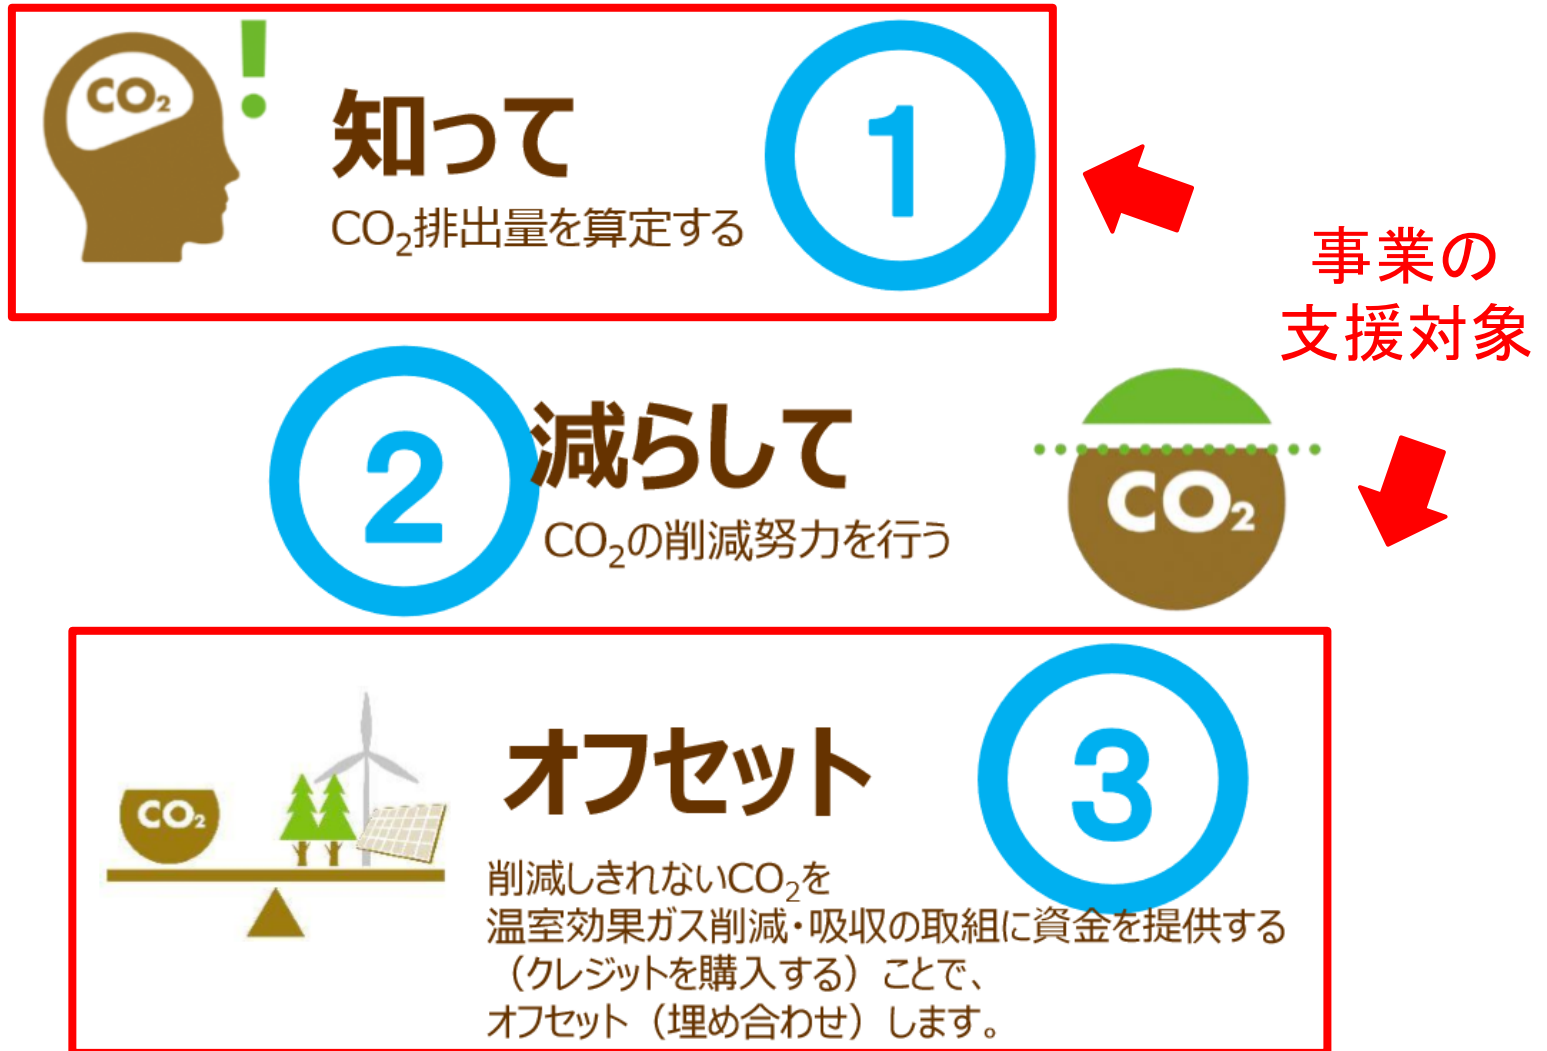 CO₂
!
知って
1
CO₂排出量を算定する
事業の
支援対象
2
減らして
CO₂の削減努力を行う
CO₂
オフセット
3
CO₂
削減しきれないCO₂を
温室効果ガス削減・吸収の取組に資金を提供する
（クレジットを購入する）ことで、
オフセット（埋め合わせ）します。